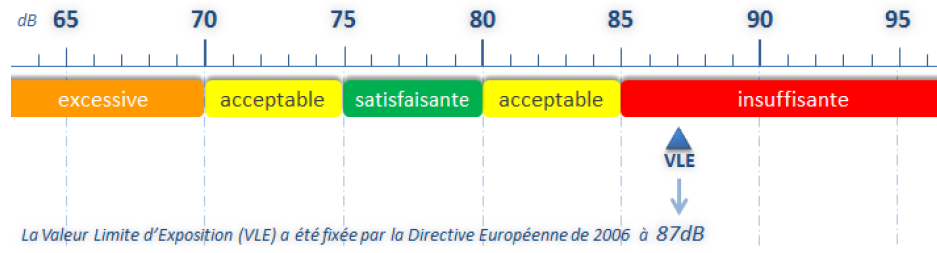 dB 65 70 75 80 85 90 95
excessive acceptable satisfaisante acceptable insuffisante
VLE
La Valeur Limite d'Exposition (VLE) a été fixée par la Directive Européenne de 2006 à 87dB